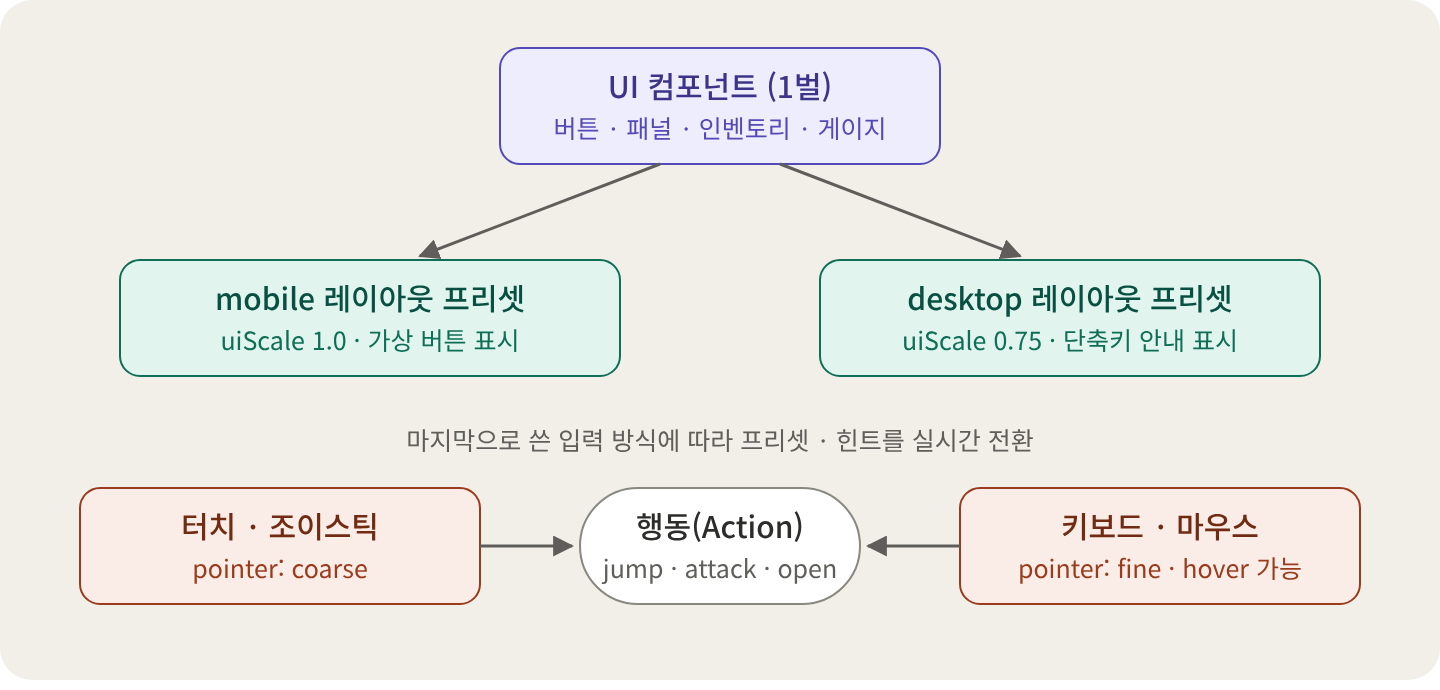 UI 컴포넌트 (1벌)
버튼 · 패널 · 인벤토리 · 게이지
mobile 레이아웃 프리셋
uiScale 1.0 · 가상 버튼 표시
desktop 레이아웃 프리셋
uiScale 0.75 · 단축키 안내 표시
마지막으로 쓴 입력 방식에 따라 프리셋 · 힌트를 실시간 전환
터치 · 조이스틱
pointer: coarse
행동(Action)
jump · attack · open
키보드 · 마우스
pointer: fine · hover 가능